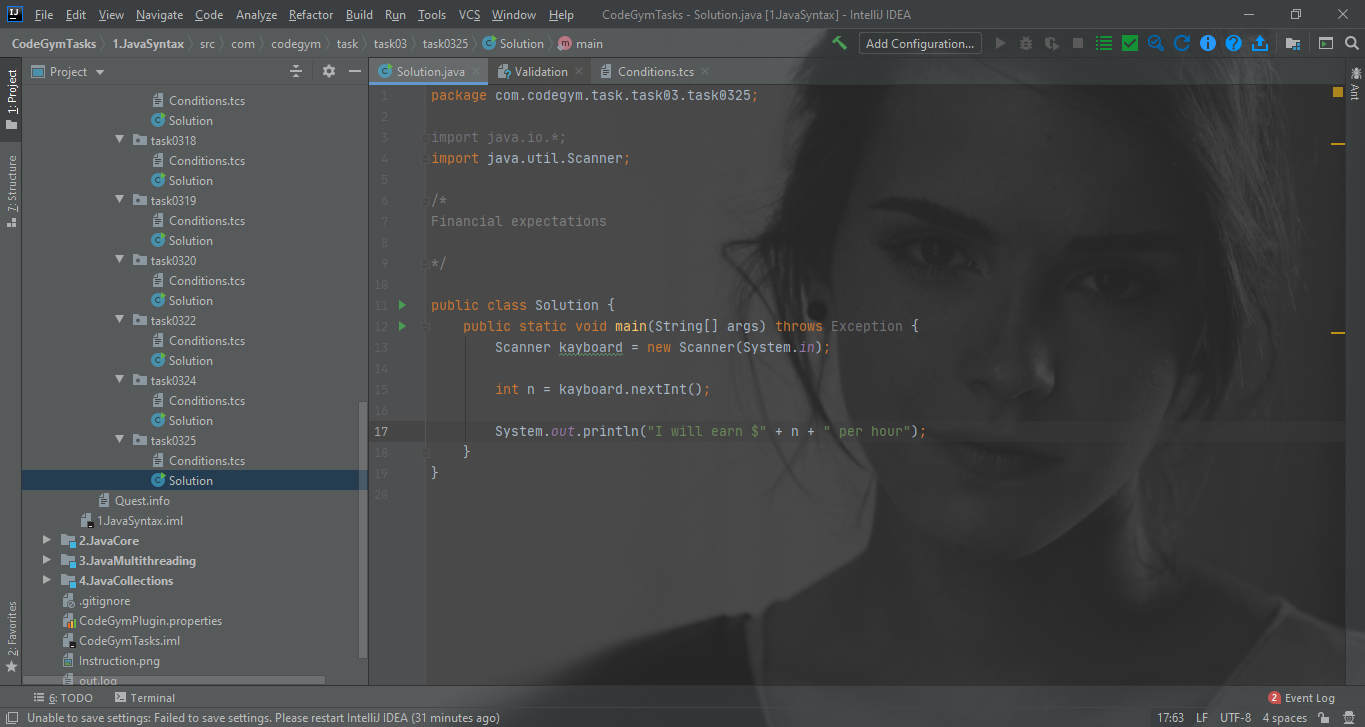 IJ File Edit View Navigate Code Analyze Refactor Build Run Tools VCS Window Help CodeGymTasks - Solution.java [1.JavaSyntax] - IntelliJ IDEA
CodeGymTasks 1.JavaSyntax src com codegym task task03 task0325 Solution main Add Configuration...
Project Solution.java Validation Conditions.tcs
1: Project
7: Structure
2: Favorites
Ant
Conditions.tcs
Solution
task0318
Conditions.tcs
Solution
task0319
Conditions.tcs
Solution
task0320
Conditions.tcs
Solution
task0322
Conditions.tcs
Solution
task0324
Conditions.tcs
Solution
task0325
Conditions.tcs
Solution
Quest.info
1.JavaSyntax.iml
2.JavaCore
3.JavaMultithreading
4.JavaCollections
.gitignore
CodeGymPlugin.properties
CodeGymTasks.iml
Instruction.png
out.log
1 package com.codegym.task.task03.task0325;
2
3 import java.io.*;
4 import java.util.Scanner;
5
6 /*
7 Financial expectations
8
9 */
10
11 public class Solution {
12 public static void main(String[] args) throws Exception {
13 Scanner kayboard = new Scanner(System.in);
14
15 int n = kayboard.nextInt();
16
17 System.out.println("I will earn $" + n + " per hour");
18 }
19 }
20
6: TODO Terminal 2 Event Log
Unable to save settings: Failed to save settings. Please restart IntelliJ IDEA (31 minutes ago) 17:63 LF UTF-8 4 spaces